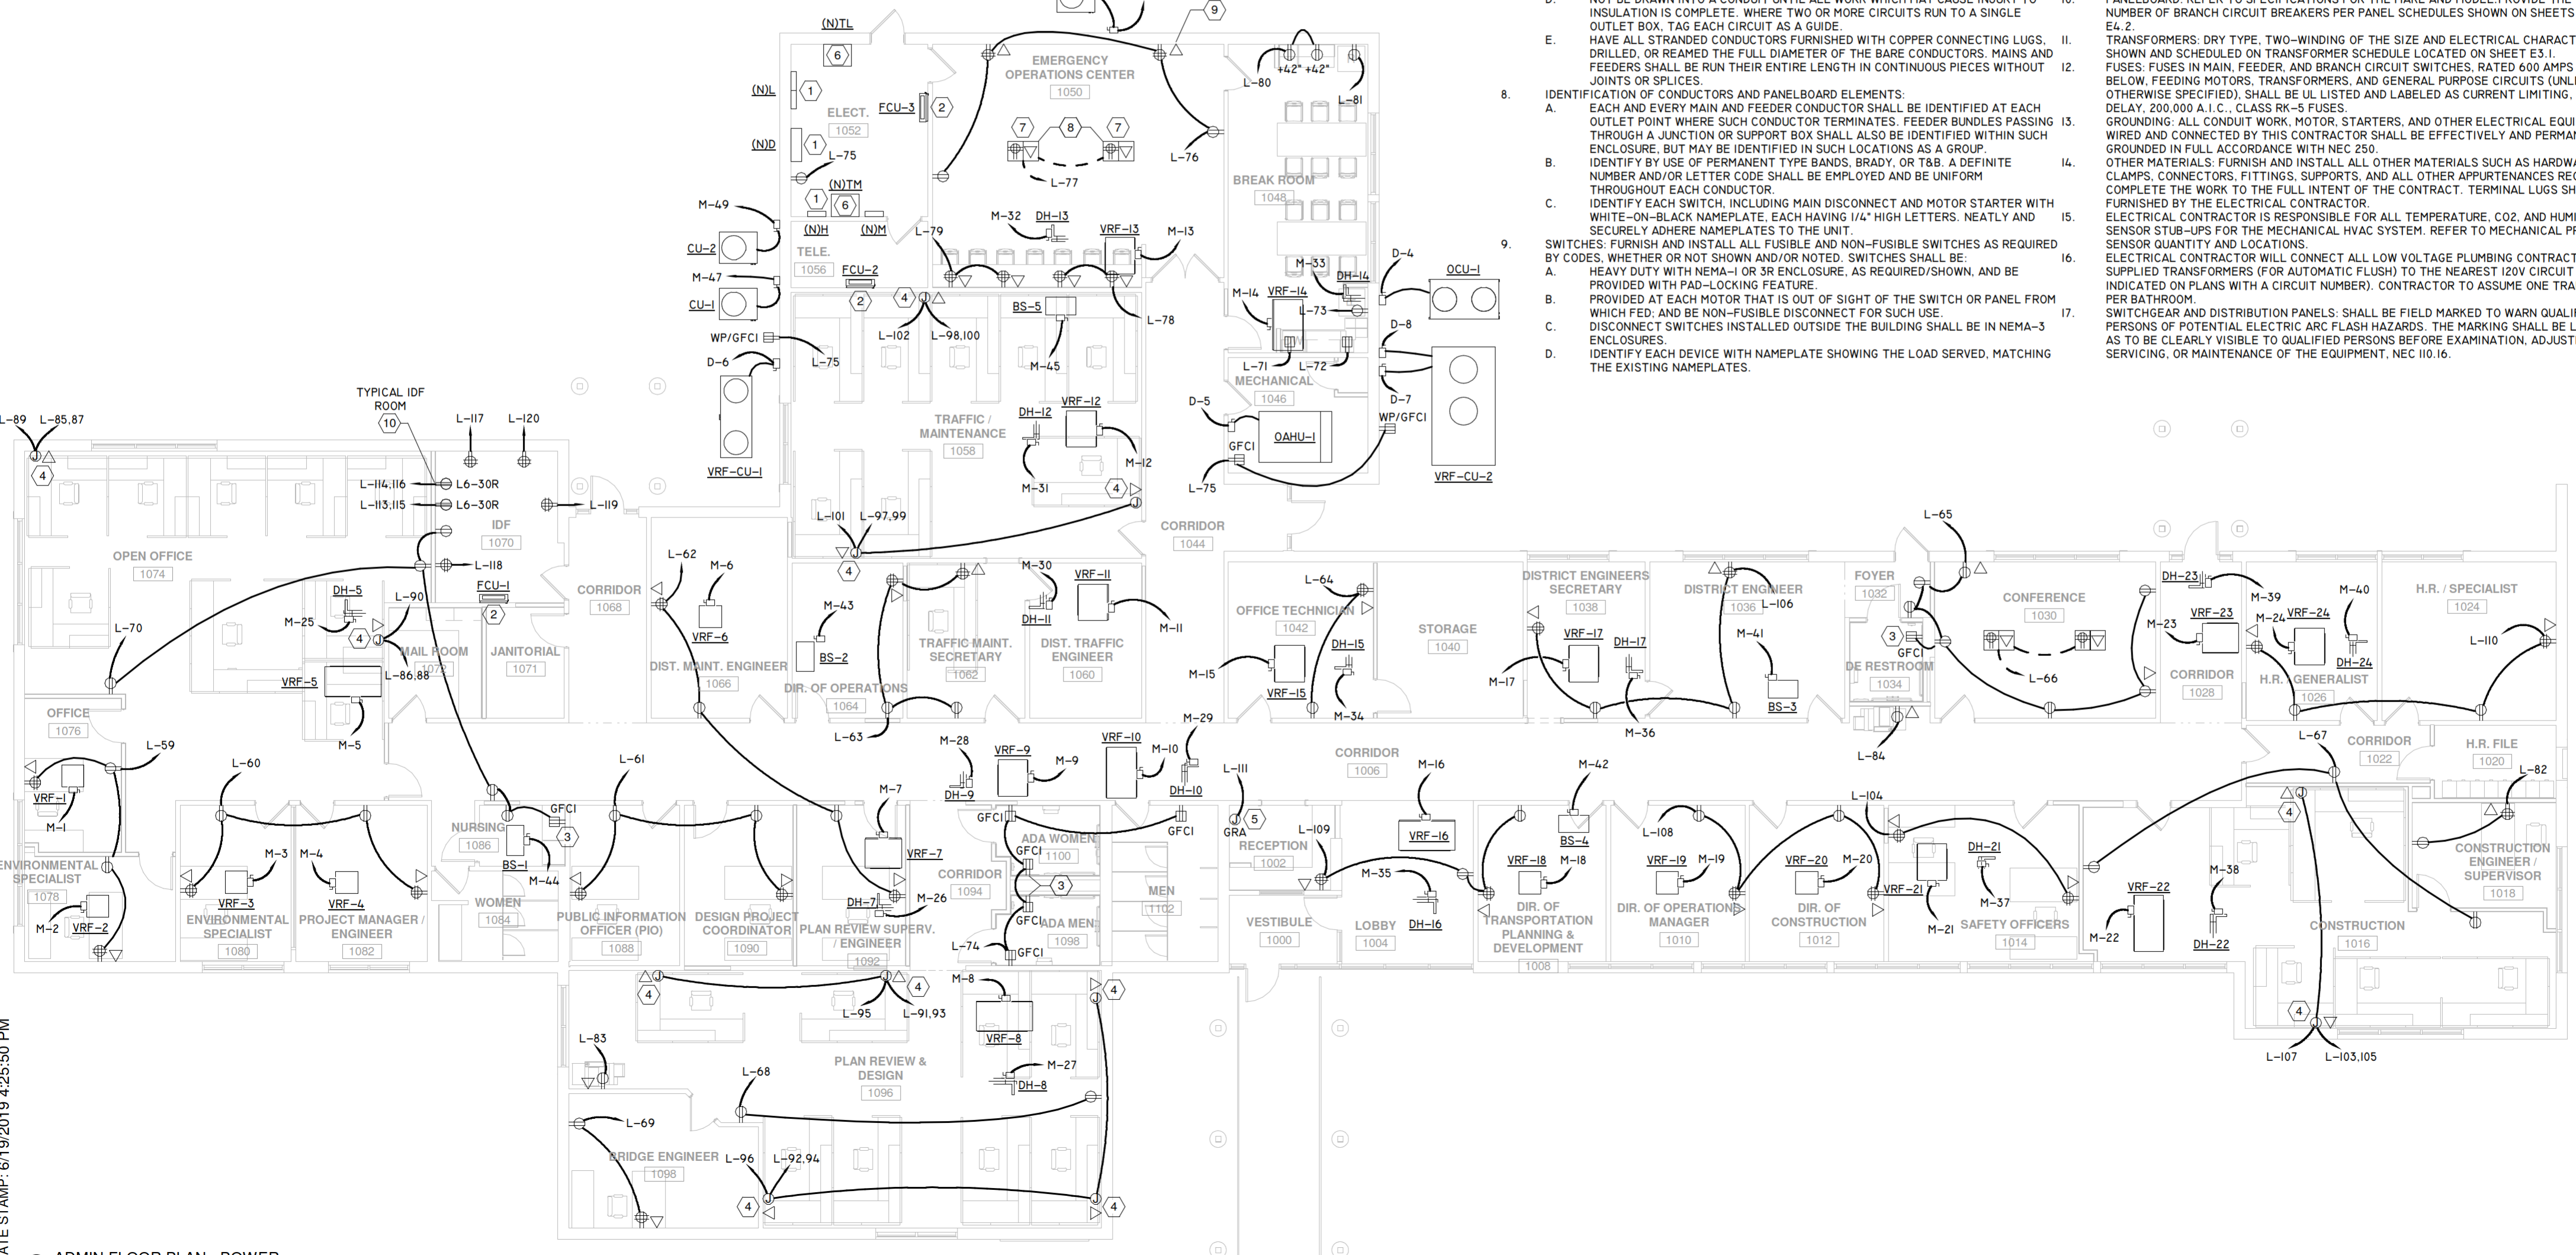 D. NOT BE DRAWN INTO A CONDUIT UNTIL ALL WORK WHICH MAY CAUSE INJURY TO
INSULATION IS COMPLETE. WHERE TWO OR MORE CIRCUITS RUN TO A SINGLE
OUTLET BOX, TAG EACH CIRCUIT AS A GUIDE.
E. HAVE ALL STRANDED CONDUCTORS FURNISHED WITH COPPER CONNECTING LUGS,
DRILLED, OR REAMED THE FULL DIAMETER OF THE BARE CONDUCTORS. MAINS AND
FEEDERS SHALL BE RUN THEIR ENTIRE LENGTH IN CONTINUOUS PIECES WITHOUT
JOINTS OR SPLICES.
8. IDENTIFICATION OF CONDUCTORS AND PANELBOARD ELEMENTS:
A. EACH AND EVERY MAIN AND FEEDER CONDUCTOR SHALL BE IDENTIFIED AT EACH
OUTLET POINT WHERE SUCH CONDUCTOR TERMINATES. FEEDER BUNDLES PASSING
THROUGH A JUNCTION OR SUPPORT BOX SHALL ALSO BE IDENTIFIED WITHIN SUCH
ENCLOSURE, BUT MAY BE IDENTIFIED IN SUCH LOCATIONS AS A GROUP.
B. IDENTIFY BY USE OF PERMANENT TYPE BANDS, BRADY, OR T&B. A DEFINITE
NUMBER AND/OR LETTER CODE SHALL BE EMPLOYED AND BE UNIFORM
THROUGHOUT EACH CONDUCTOR.
C. IDENTIFY EACH SWITCH, INCLUDING MAIN DISCONNECT AND MOTOR STARTER WITH
WHITE-ON-BLACK NAMEPLATE, EACH HAVING 1/4" HIGH LETTERS. NEATLY AND
SECURELY ADHERE NAMEPLATES TO THE UNIT.
9. SWITCHES: FURNISH AND INSTALL ALL FUSIBLE AND NON-FUSIBLE SWITCHES AS REQUIRED
BY CODES, WHETHER OR NOT SHOWN AND/OR NOTED. SWITCHES SHALL BE:
A. HEAVY DUTY WITH NEMA-1 OR 3R ENCLOSURE, AS REQUIRED/SHOWN, AND BE
PROVIDED WITH PAD-LOCKING FEATURE.
B. PROVIDED AT EACH MOTOR THAT IS OUT OF SIGHT OF THE SWITCH OR PANEL FROM
WHICH FED; AND BE NON-FUSIBLE DISCONNECT FOR SUCH USE.
C. DISCONNECT SWITCHES INSTALLED OUTSIDE THE BUILDING SHALL BE IN NEMA-3
ENCLOSURES.
D. IDENTIFY EACH DEVICE WITH NAMEPLATE SHOWING THE LOAD SERVED, MATCHING
THE EXISTING NAMEPLATES.
10. PANELBOARD: REFER TO SPECIFICATIONS FOR THE MAKE AND MODEL. PROVIDE THE
NUMBER OF BRANCH CIRCUIT BREAKERS PER PANEL SCHEDULES SHOWN ON SHEETS
E4.2.
11. TRANSFORMERS: DRY TYPE, TWO-WINDING OF THE SIZE AND ELECTRICAL CHARACT
SHOWN AND SCHEDULED ON TRANSFORMER SCHEDULE LOCATED ON SHEET E3.1.
12. FUSES: FUSES IN MAIN, FEEDER, AND BRANCH CIRCUIT SWITCHES, RATED 600 AMPS
BELOW, FEEDING MOTORS, TRANSFORMERS, AND GENERAL PURPOSE CIRCUITS (UNL
OTHERWISE SPECIFIED), SHALL BE UL LISTED AND LABELED AS CURRENT LIMITING,
DELAY, 200,000 A.I.C., CLASS RK-5 FUSES.
13. GROUNDING: ALL CONDUIT WORK, MOTOR, STARTERS, AND OTHER ELECTRICAL EQUI
WIRED AND CONNECTED BY THIS CONTRACTOR SHALL BE EFFECTIVELY AND PERMA
GROUNDED IN FULL ACCORDANCE WITH NEC 250.
14. OTHER MATERIALS: FURNISH AND INSTALL ALL OTHER MATERIALS SUCH AS HARDWA
CLAMPS, CONNECTORS, FITTINGS, SUPPORTS, AND ALL OTHER APPURTENANCES REQ
COMPLETE THE WORK TO THE FULL INTENT OF THE CONTRACT. TERMINAL LUGS SH
FURNISHED BY THE ELECTRICAL CONTRACTOR.
15. ELECTRICAL CONTRACTOR IS RESPONSIBLE FOR ALL TEMPERATURE, CO2, AND HUMI
SENSOR STUB-UPS FOR THE MECHANICAL HVAC SYSTEM. REFER TO MECHANICAL P
SENSOR QUANTITY AND LOCATIONS.
16. ELECTRICAL CONTRACTOR WILL CONNECT ALL LOW VOLTAGE PLUMBING CONTRACT
SUPPLIED TRANSFORMERS (FOR AUTOMATIC FLUSH) TO THE NEAREST 120V CIRCUIT
INDICATED ON PLANS WITH A CIRCUIT NUMBER). CONTRACTOR TO ASSUME ONE TRA
PER BATHROOM.
17. SWITCHGEAR AND DISTRIBUTION PANELS: SHALL BE FIELD MARKED TO WARN QUALIF
PERSONS OF POTENTIAL ELECTRIC ARC FLASH HAZARDS. THE MARKING SHALL BE L
AS TO BE CLEARLY VISIBLE TO QUALIFIED PERSONS BEFORE EXAMINATION, ADJUST
SERVICING, OR MAINTENANCE OF THE EQUIPMENT, NEC 110.16.
(N)TL
9
6
EMERGENCY
OPERATIONS CENTER
1050
L-80
+42" +42"
L-81
(N)L
1
ELECT.
1052
FCU-3
2
7
8
7
(N)D
1
L-75
L-76
L-77
BREAK ROOM
1048
(N)TM
1
6
(N)H
(N)M
M-49
CU-2
M-47
CU-1
TELE.
1056
FCU-2
2
4
L-79
M-32
DH-13
VRF-13
M-13
L-102
L-98,100
BS-5
M-45
L-78
M-33
DH-14
M-14
VRF-14
L-73
D-4
OCU-1
D-8
L-71
L-72
D-7
WP/GFCI
L-75
D-6
VRF-CU-1
MECHANICAL
1046
D-5
OAHU-1
GFCI
L-75
WP/GFCI
VRF-CU-2
TRAFFIC /
MAINTENANCE
1058
DH-12
VRF-12
M-12
M-31
4
L-101
L-97,99
4
CORRIDOR
1044
TYPICAL IDF
ROOM
10
L-89
L-85,87
4
L-117
L-120
L-114,116
L6-30R
L-113,115
L6-30R
L-119
IDF
1070
L-118
FCU-1
2
OPEN OFFICE
1074
DH-5
M-25
L-90
4
MAIL ROOM
1072
JANITORIAL
1071
L-70
VRF-5
L-86,88
M-5
CORRIDOR
1068
L-62
M-6
VRF-6
DIST. MAINT. ENGINEER
1066
M-43
BS-2
DIR. OF OPERATIONS
1064
L-63
TRAFFIC MAINT.
SECRETARY
1062
M-30
DH-11
VRF-11
M-11
DIST. TRAFFIC
ENGINEER
1060
L-64
OFFICE TECHNICIAN
1042
M-15
VRF-15
DH-15
M-34
STORAGE
1040
DISTRICT ENGINEERS
SECRETARY
1038
VRF-17
M-17
DH-17
M-36
DISTRICT ENGINEER
1036
L-106
M-41
BS-3
FOYER
1032
L-65
3
GFCI
DE RESTROOM
1034
L-84
CONFERENCE
1030
L-66
DH-23
M-39
VRF-23
M-23
CORRIDOR
1028
M-24
VRF-24
M-40
DH-24
H.R. / GENERALIST
1026
H.R. / SPECIALIST
1024
L-110
OFFICE
1076
L-59
VRF-1
M-1
L-60
L-61
M-28
DH-9
VRF-9
M-9
VRF-10
M-10
M-29
DH-10
L-111
CORRIDOR
1006
M-16
M-42
L-67
CORRIDOR
1022
H.R. FILE
1020
L-82
ENVIRONMENTAL
SPECIALIST
1078
M-2
VRF-2
M-3
VRF-3
ENVIRONMENTAL
SPECIALIST
1080
M-4
VRF-4
PROJECT MANAGER /
ENGINEER
1082
NURSING
1086
GFCI
3
BS-1
M-44
WOMEN
1084
PUBLIC INFORMATION
OFFICER (PIO)
1088
DESIGN PROJECT
COORDINATOR
1090
M-7
VRF-7
DH-7
M-26
PLAN REVIEW SUPERV.
/ ENGINEER
1092
CORRIDOR
1094
GFCI
ADA WOMEN
1100
GFCI
3
GFCI
ADA MEN
1098
L-74
GFCI
GFCI
MEN
1102
GRA
5
RECEPTION
1002
L-109
VESTIBULE
1000
LOBBY
1004
VRF-16
M-35
DH-16
BS-4
VRF-18
M-18
DIR. OF
TRANSPORTATION
PLANNING &
DEVELOPMENT
1008
L-108
VRF-19
M-19
DIR. OF OPERATIONS
MANAGER
1010
VRF-20
M-20
DIR. OF
CONSTRUCTION
1012
L-104
VRF-21
M-21
DH-21
M-37
SAFETY OFFICERS
1014
VRF-22
M-22
M-38
DH-22
4
CONSTRUCTION
1016
CONSTRUCTION
ENGINEER /
SUPERVISOR
1018
4
L-107
L-103,105
4
4
L-95
L-91,93
M-8
VRF-8
4
L-83
PLAN REVIEW &
DESIGN
1096
M-27
DH-8
L-68
L-69
BRIDGE ENGINEER
1098
L-96
L-92,94
4
4
ATE STAMP: 6/19/2019 4:25:50 PM
ADMIN FLOOR PLAN - POWER